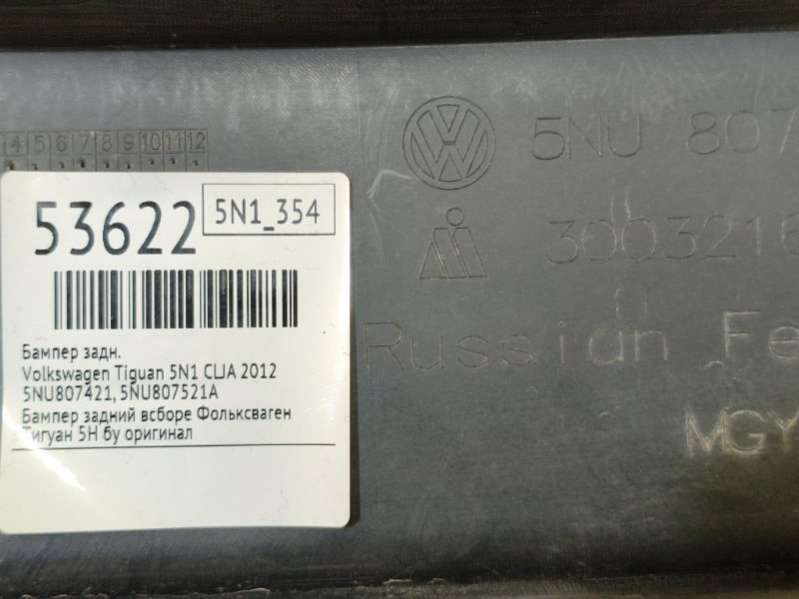 4 5 6 7 8 9 10 11 12
5NU 807
3003216
Russian Fe
MGY
53622
5N1_354
Бампер задн.
Volkswagen Tiguan 5N1 CLJA 2012
5NU807421, 5NU807521A
Бампер задний всборе Фольксваген
Тигуан 5Н бу оригинал